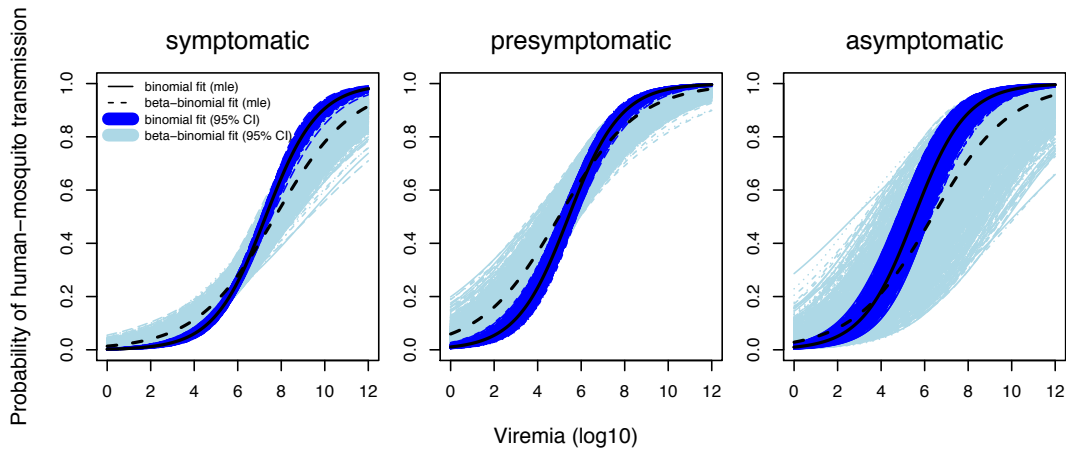 Probability of human−mosquito transmission
symptomatic
1.0
0.8
0.6
0.4
0.2
0.0
binomial fit (mle)
beta−binomial fit (mle)
binomial fit (95% CI)
beta−binomial fit (95% CI)
0 2 4 6 8 10 12
presymptomatic
1.0
0.8
0.6
0.4
0.2
0.0
0 2 4 6 8 10 12
asymptomatic
1.0
0.8
0.6
0.4
0.2
0.0
0 2 4 6 8 10 12
Viremia (log10)